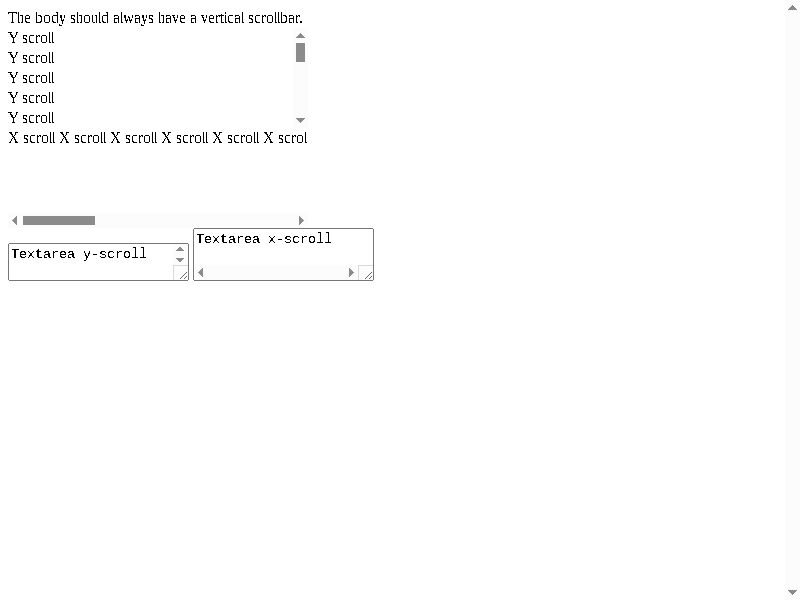 The body should always have a vertical scrollbar.
Y scroll
Y scroll
Y scroll
Y scroll
Y scroll
X scroll X scroll X scroll X scroll X scroll X scrol
Textarea y-scroll
Textarea x-scroll